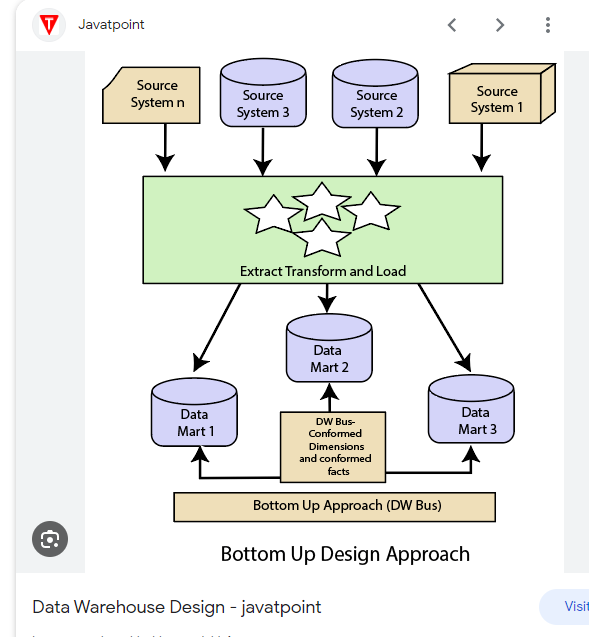 Javatpoint
Source
System n
Source
System 3
Source
System 2
Source
System 1
Extract Transform and Load
Data
Mart 2
Data
Mart 1
Data
Mart 3
DW Bus-
Conformed
Dimensions
and conformed
facts
Bottom Up Approach (DW Bus)
Bottom Up Design Approach
Data Warehouse Design - javatpoint
Visit